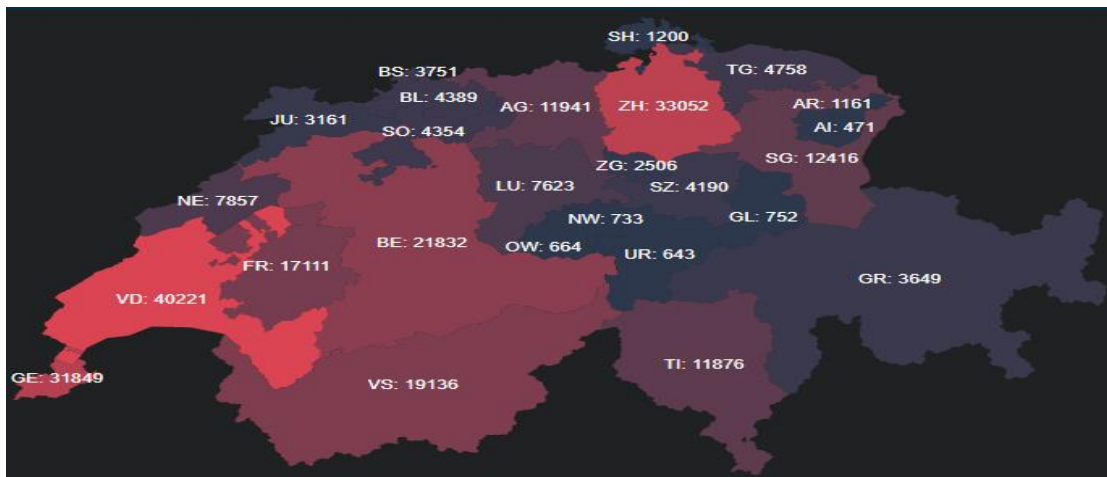 SH: 1200
BS: 3751
TG: 4758
BL: 4389
AG: 11941
ZH: 33052
AR: 1161
JU: 3161
SO: 4354
AI: 471
ZG: 2506
SG: 12416
LU: 7623
SZ: 4190
NE: 7857
NW: 733
GL: 752
BE: 21832
OW: 664
UR: 643
FR: 17111
GR: 3649
VD: 40221
TI: 11876
GE: 31849
VS: 19136